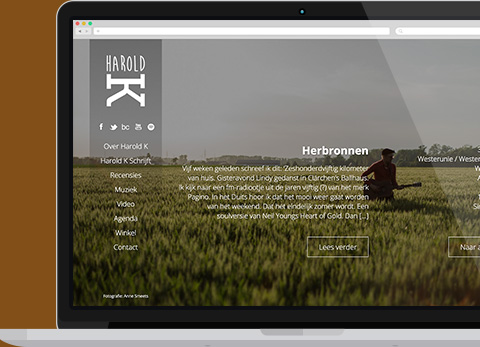 HAROLD
K
f
bc
You
Over Harold K
Harold K Schrijft
Recensies
Muziek
Video
Agenda
Winkel
Contact
Fotografie: Anne Smeets
Herbronnen
Vijf weken geleden schreef ik dit: 'Zeshonderdvijftig kilometer
van huis. Gisteravond Lindy gedanst in Clärchen's Ballhaus.
Ik kijk naar een fm-radiootje uit de jaren vijftig (?) van het merk
Pagino. In het Duits hoor ik dat het mooi weer gaat worden
van het weekend. Dat het eindelijk zomer wordt. Een
soulversie van Neil Youngs Heart of Gold. Dan [...]
Lees verder
Westerunie / Wester
Naar a